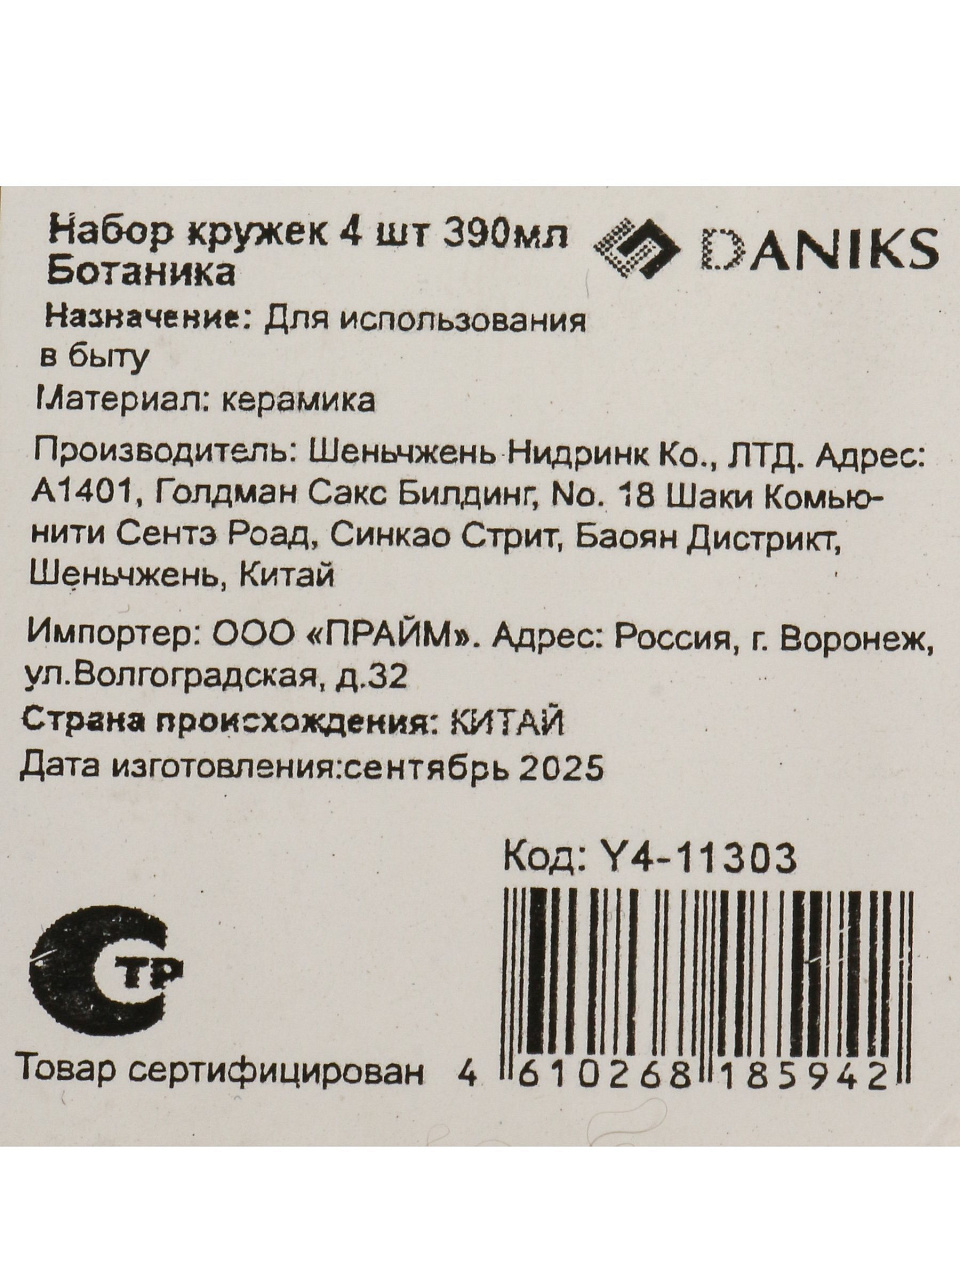 Набор кружек 4 шт 390мл
Ботаника
DANIKS
Назначение: Для использования
в быту
Материал: керамика
Производитель: Шеньчжень Нидринк Ко., ЛТД. Адрес:
А1401, Голдман Сакс Билдинг, No. 18 Шаки Комью-
нити Сентэ Роад, Синкао Стрит, Баоян Дистрикт,
Шеньчжень, Китай
Импортер: ООО «ПРАЙМ». Адрес: Россия, г. Воронеж,
ул.Волгоградская, д.32
Страна происхождения: КИТАЙ
Дата изготовления:сентябрь 2025
Код: Y4-11303
ТР
Товар сертифицирован
4 610268 185942